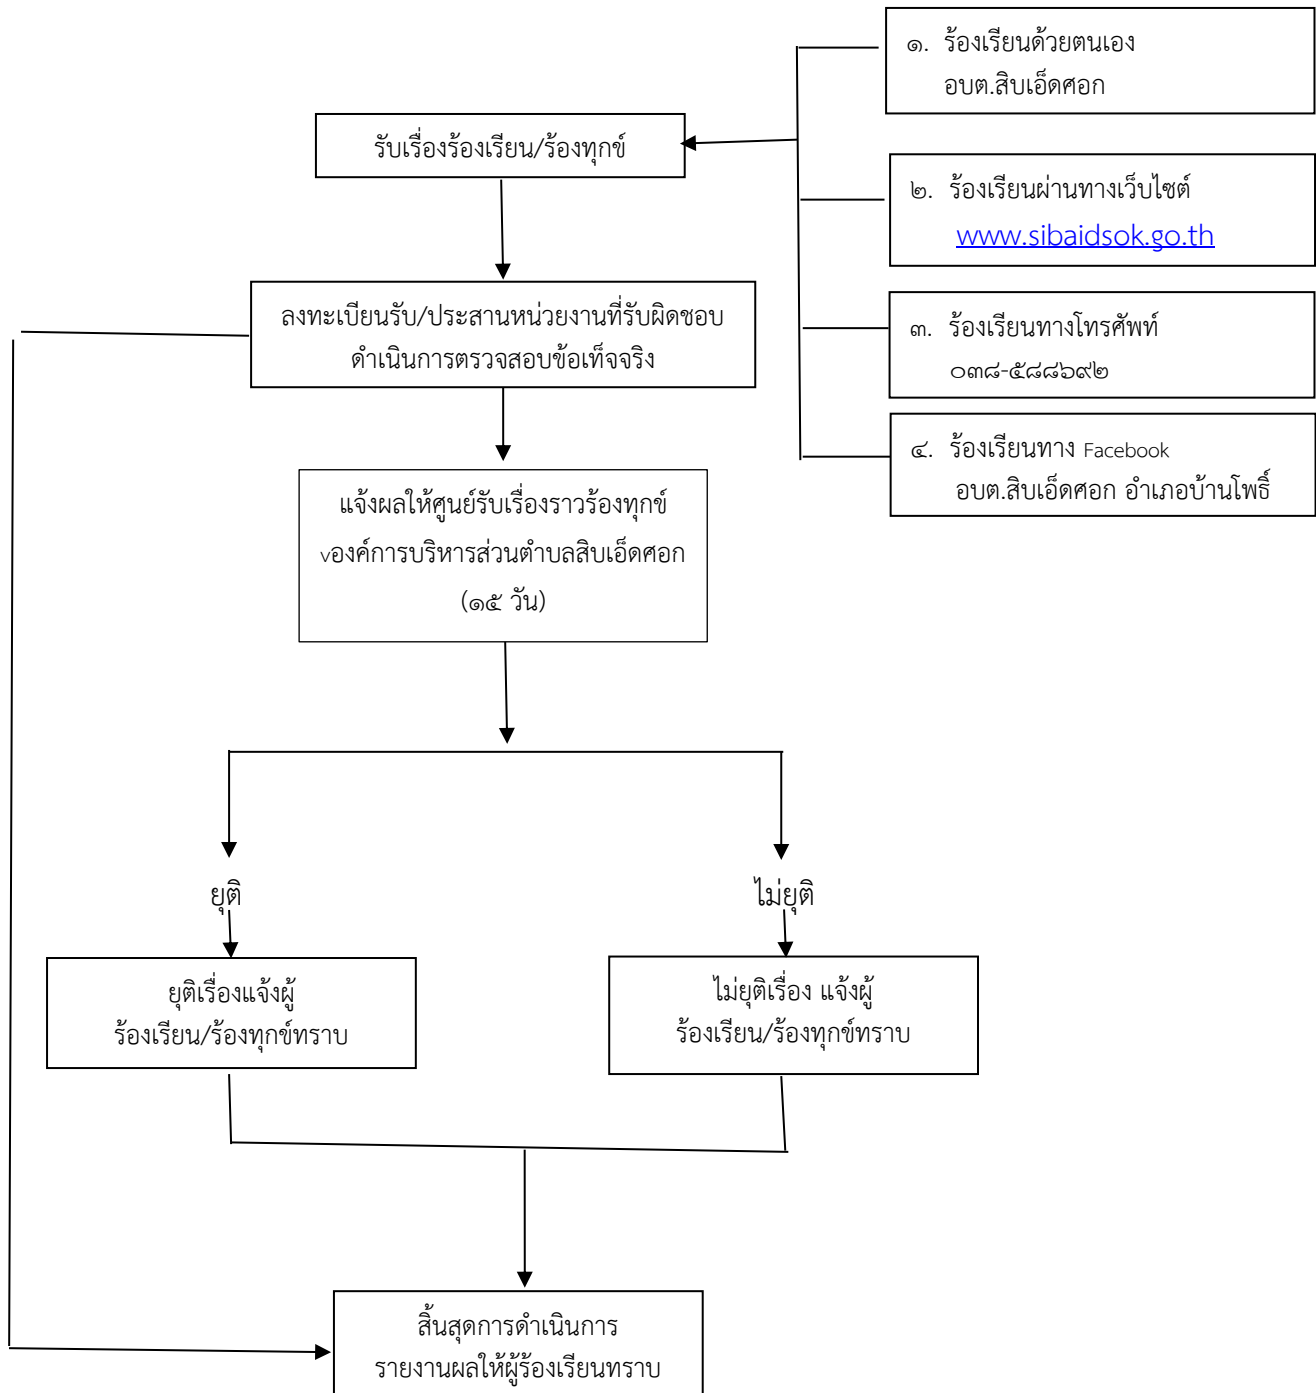 ๑. ร้องเรียนด้วยตนเอง
อบต.สิบเอ็ดศอก
รับเรื่องร้องเรียน/ร้องทุกข์
๒. ร้องเรียนผ่านทางเว็บไซต์
www.sibaidsok.go.th
ลงทะเบียนรับ/ประสานหน่วยงานที่รับผิดชอบ
ดำเนินการตรวจสอบข้อเท็จจริง
๓. ร้องเรียนทางโทรศัพท์
๐๓๘-๕๘๘๖๙๒
๔. ร้องเรียนทาง Facebook
อบต.สิบเอ็ดศอก อำเภอบ้านโพธิ์
แจ้งผลให้ศูนย์รับเรื่องราวร้องทุกข์
vองค์การบริหารส่วนตำบลสิบเอ็ดศอก
(๑๕ วัน)
ยุติ
ไม่ยุติ
ยุติเรื่องแจ้งผู้
ร้องเรียน/ร้องทุกข์ทราบ
ไม่ยุติเรื่อง แจ้งผู้
ร้องเรียน/ร้องทุกข์ทราบ
สิ้นสุดการดำเนินการ
รายงานผลให้ผู้ร้องเรียนทราบ